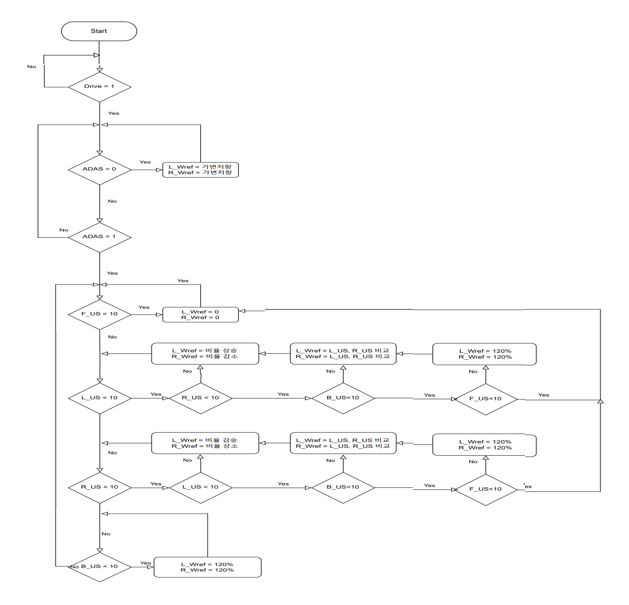 Start
No
Drive = 1
Yes
ADAS = 0
Yes
L_Wref = 가변저항
R_Wref = 가변저항
No
No
ADAS = 1
Yes
Yes
F_US < 10
Yes
L_Wref = 0
R_Wref = 0
No
L_Wref = 비율 상승
R_Wref = 비율 감소
L_Wref = L_US, R_US 비교
R_Wref = L_US, R_US 비교
L_Wref = 120%
R_Wref = 120%
No
No
No
L_US < 10
Yes
R_US < 10
Yes
B_US<10
Yes
F_US<10
Yes
L_Wref = 비율 감승
R_Wref = 비율 상소
L_Wref = L_US, R_US 비교
R_Wref = L_US, R_US 비교
L_Wref = 120%
R_Wref = 120%
No
No
No
No
R_US < 10
Yes
L_US < 10
Yes
B_US<10
Yes
F_US<10
Yes
No
No
B_US < 10
Yes
L_Wref = 120%
R_Wref = 120%